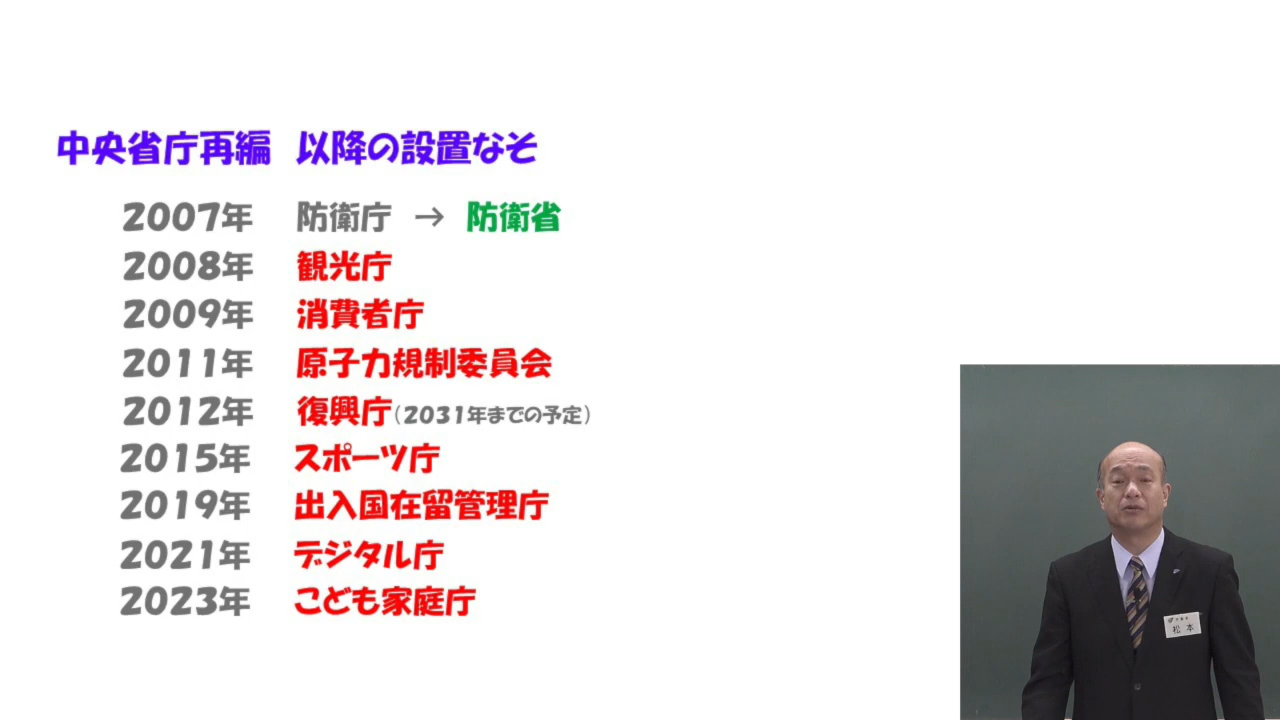 中央省庁再編 以降の設置なそ
2007年 防衛庁 → 防衛省
2008年 観光庁
2009年 消費者庁
2011年 原子力規制委員会
2012年 復興庁(2031年までの予定)
2015年 スポーツ庁
2019年 出入国在留管理庁
2021年 デジタル庁
2023年 こども家庭庁
松本